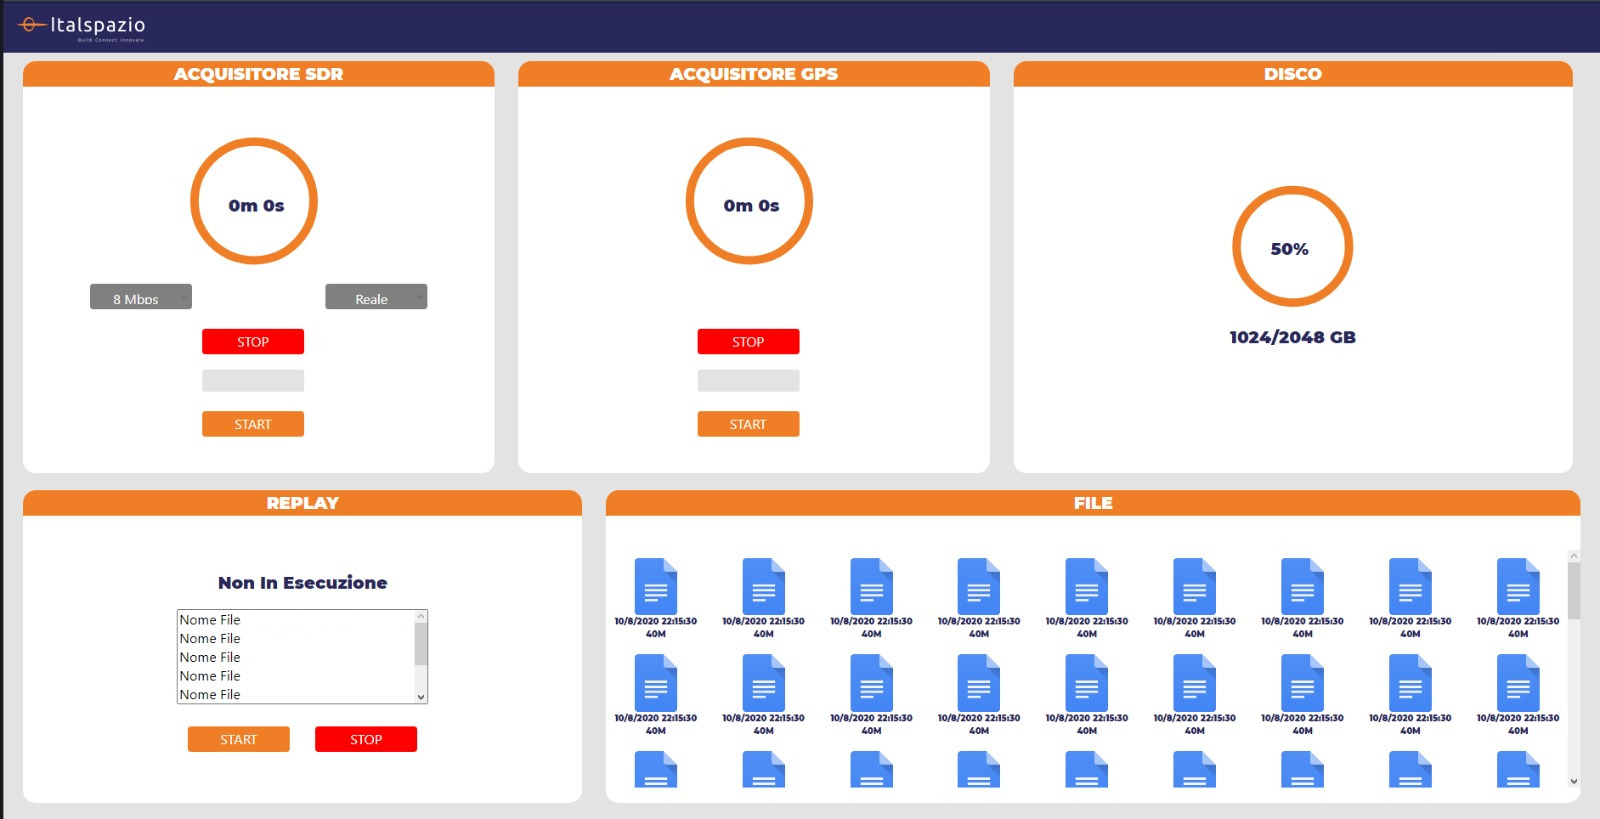 Italspazio
Build. Connect. Innovate.
ACQUISITORE SDR
0m 0s
8 Mbps
Reale
STOP
START
ACQUISITORE GPS
0m 0s
STOP
START
DISCO
50%
1024/2048 GB
REPLAY
Non In Esecuzione
Nome File
Nome File
Nome File
Nome File
Nome File
START
STOP
FILE
10/8/2020 22:15:30 10/8/2020 22:15:30 10/8/2020 22:15:30 10/8/2020 22:15:30 10/8/2020 22:15:30 10/8/2020 22:15:30 10/8/2020 22:15:30 10/8/2020 22:15:30 10/8/2020 22:15:30
40M 40M 40M 40M 40M 40M 40M 40M 40M
10/8/2020 22:15:30 10/8/2020 22:15:30 10/8/2020 22:15:30 10/8/2020 22:15:30 10/8/2020 22:15:30 10/8/2020 22:15:30 10/8/2020 22:15:30 10/8/2020 22:15:30 10/8/2020 22:15:30
40M 40M 40M 40M 40M 40M 40M 40M 40M